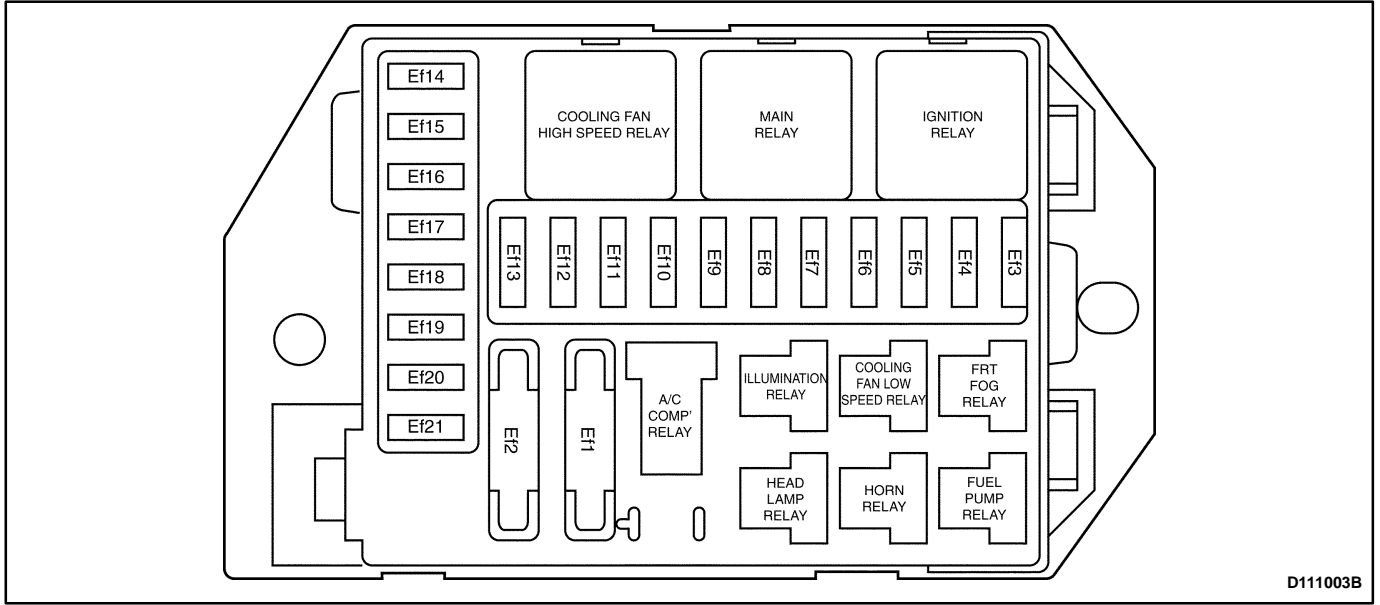 Ef14
Ef15
Ef16
Ef17
Ef18
Ef19
Ef20
Ef21
COOLING FAN
HIGH SPEED RELAY
MAIN
RELAY
IGNITION
RELAY
Ef13
Ef12
Ef11
Ef10
Ef9
Ef8
Ef7
Ef6
Ef5
Ef4
Ef3
Ef2
Ef1
A/C
COMP'
RELAY
ILLUMINATION
RELAY
COOLING
FAN LOW
SPEED RELAY
FRT
FOG
RELAY
HEAD
LAMP
RELAY
HORN
RELAY
FUEL
PUMP
RELAY
D111003B